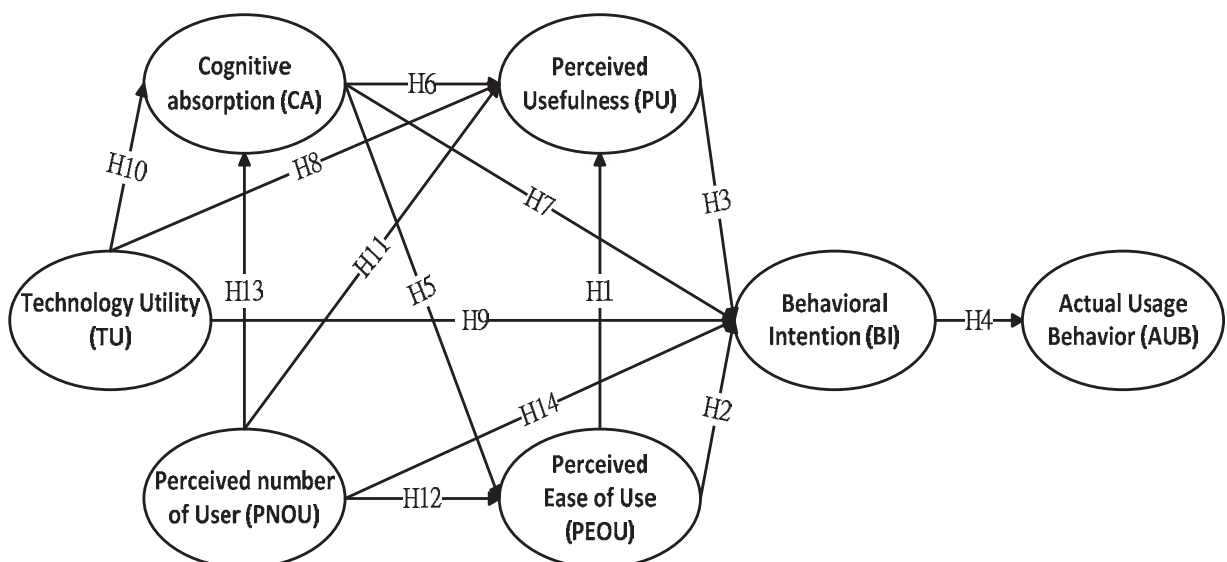 Cognitive
absorption (CA)
H6
Perceived
Usefulness (PU)
H10
H8
H7
H3
H11
H13
H5
H1
Technology Utility
(TU)
H9
Behavioral
Intention (BI)
H4
Actual Usage
Behavior (AUB)
H14
H2
Perceived number
of User (PNOU)
H12
Perceived
Ease of Use
(PEOU)